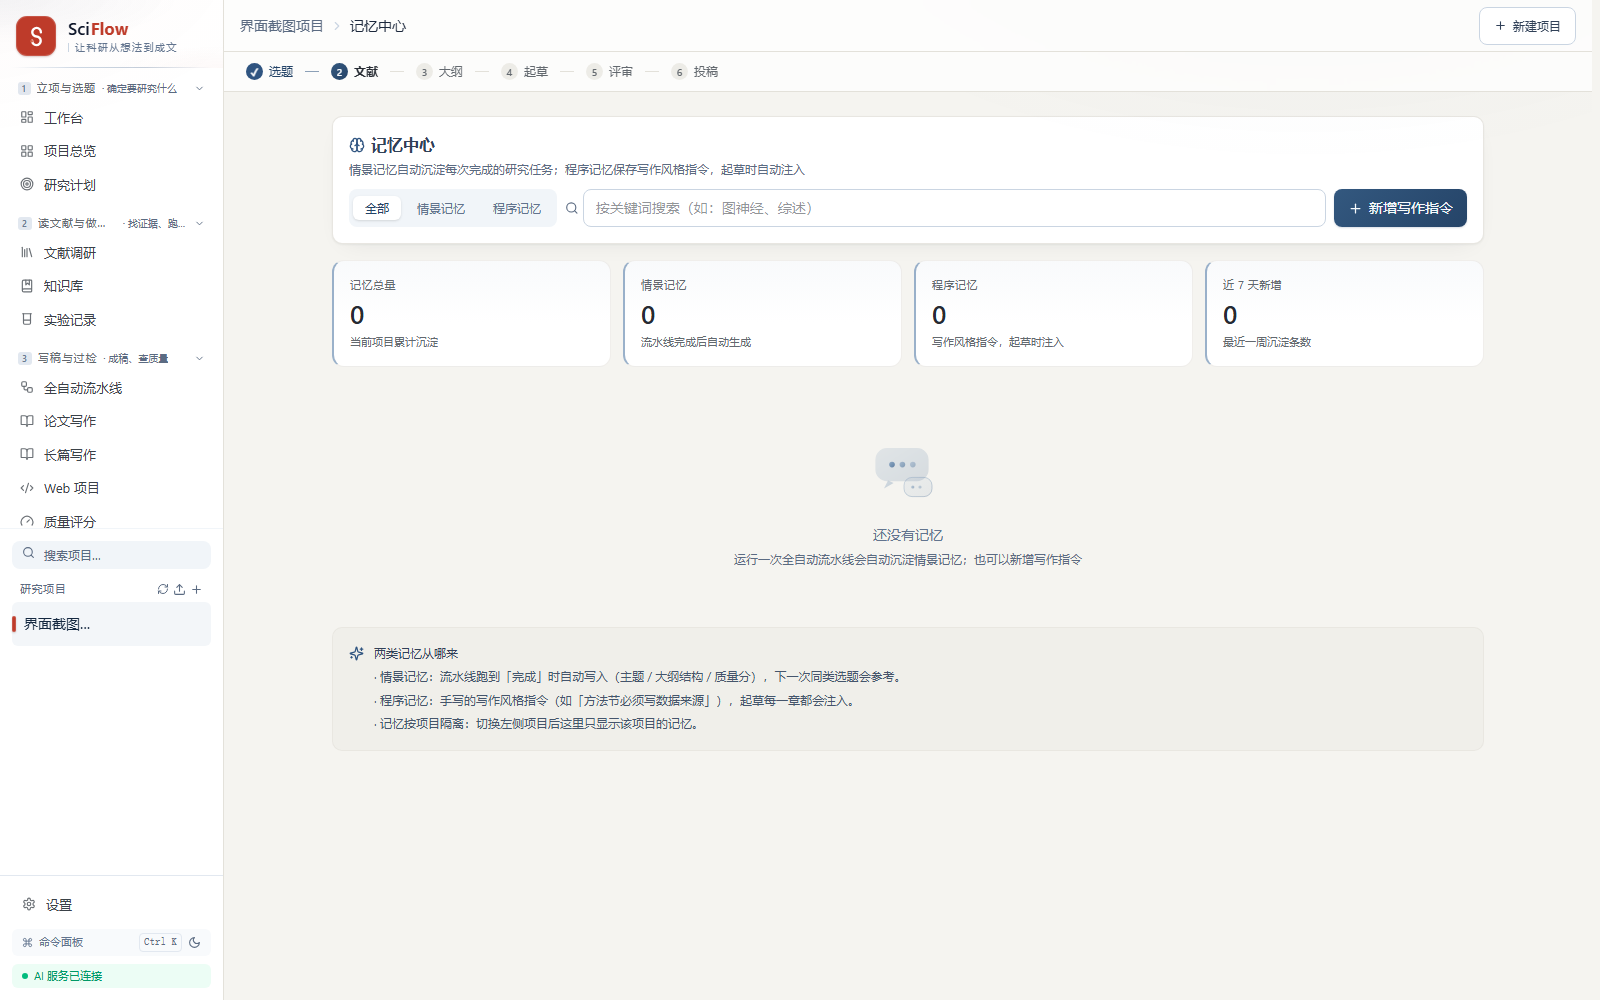 S
SciFlow
让科研从想法到成文
1 立项与选题 · 确定要研究什么
工作台
项目总览
研究计划
2 读文献与做... · 找证据、跑...
文献调研
知识库
实验记录
3 写稿与过检 · 成稿、查质量
全自动流水线
论文写作
长篇写作
Web 项目
质量评分
搜索项目...
研究项目
界面截图...
设置
命令面板 Ctrl K
AI 服务已连接
界面截图项目 > 记忆中心
+ 新建项目
选题 — 2 文献 — 3 大纲 — 4 起草 — 5 评审 — 6 投稿
记忆中心
情景记忆自动沉淀每次完成的研究任务；程序记忆保存写作风格指令，起草时自动注入
全部 情景记忆 程序记忆 按关键词搜索（如：图神经、综述） + 新增写作指令
记忆总量
0
当前项目累计沉淀
情景记忆
0
流水线完成后自动生成
程序记忆
0
写作风格指令，起草时注入
近 7 天新增
0
最近一周沉淀条数
还没有记忆
运行一次全自动流水线会自动沉淀情景记忆；也可以新增写作指令
两类记忆从哪来
· 情景记忆：流水线跑到「完成」时自动写入（主题 / 大纲结构 / 质量分），下一次同类选题会参考。
· 程序记忆：手写的写作风格指令（如「方法节必须写数据来源」），起草每一章都会注入。
· 记忆按项目隔离：切换左侧项目后这里只显示该项目的记忆。